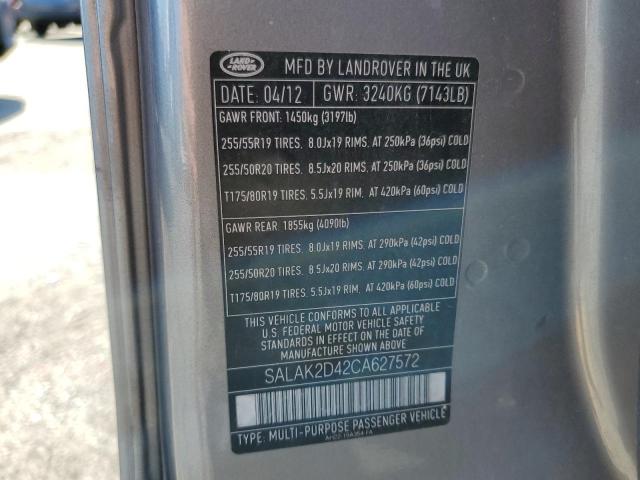 LAND ROVER
MFD BY LANDROVER IN THE UK
DATE: 04/12 GWR: 3240KG (7143LB)
GAWR FRONT: 1450kg (3197lb)
255/55R19 TIRES. 8.0Jx19 RIMS. AT 250kPa (36psi) COLD
255/50R20 TIRES. 8.5Jx20 RIMS. AT 250kPa (36psi) COLD
T175/80R19 TIRES. 5.5Jx19 RIM. AT 420kPa (60psi) COLD
GAWR REAR: 1855kg (4090lb)
255/55R19 TIRES. 8.0Jx19 RIMS. AT 290kPa (42psi) COLD
255/50R20 TIRES. 8.5Jx20 RIMS. AT 290kPa (42psi) COLD
T175/80R19 TIRES. 5.5Jx19 RIM. AT 420kPa (60psi) COLD
THIS VEHICLE CONFORMS TO ALL APPLICABLE
U.S. FEDERAL MOTOR VEHICLE SAFETY
STANDARDS IN EFFECT ON THE DATE OF
MANUFACTURE SHOWN ABOVE
SALAK2D42CA627572
TYPE: MULTI-PURPOSE PASSENGER VEHICLE